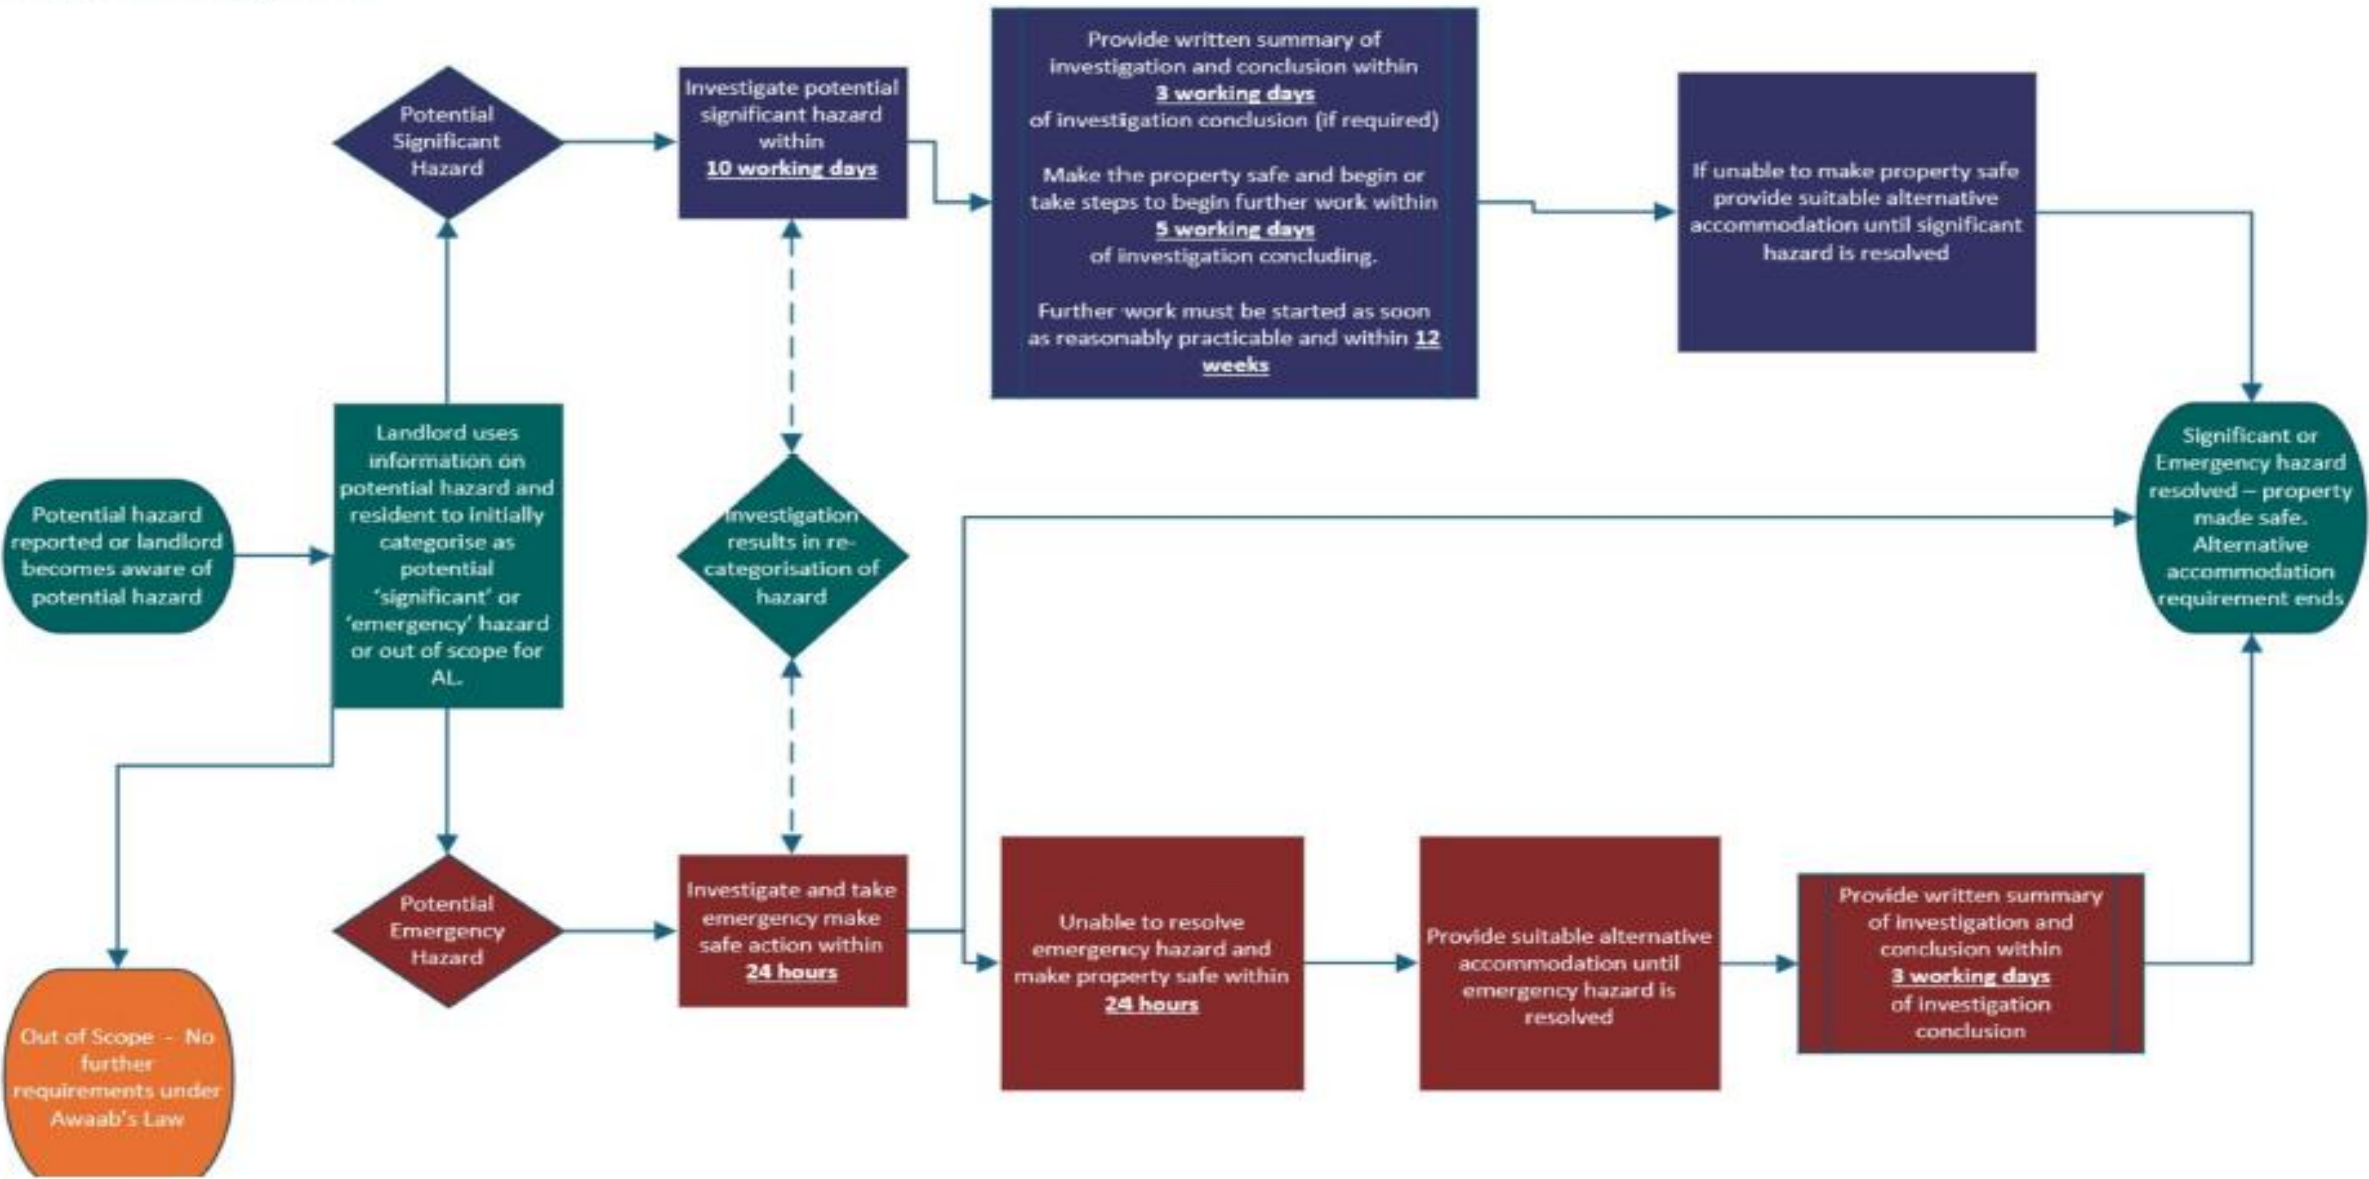 Potential hazard
reported or landlord
becomes aware of
potential hazard
Landlord uses
information on
potential hazard and
resident to initially
categorise as
potential
‘significant’ or
‘emergency’ hazard
or out of scope for
AL.
Out of Scope - No
further
requirements under
Awaab's Law
Potential
Significant
Hazard
Investigate potential
significant hazard
within
10 working days
Provide written summary of
investigation and conclusion within
3 working days
of investigation conclusion (if required)
Make the property safe and begin or
take steps to begin further work within
5 working days
of investigation concluding.
Further work must be started as soon
as reasonably practicable and within 12
weeks
If unable to make property safe
provide suitable alternative
accommodation until significant
hazard is resolved
Investigation
results in re-
categorisation of
hazard
Potential
Emergency
Hazard
Investigate and take
emergency make
safe action within
24 hours
Unable to resolve
emergency hazard and
make property safe within
24 hours
Provide suitable alternative
accommodation until
emergency hazard is
resolved
Provide written summary
of investigation and
conclusion within
3 working days
of investigation
conclusion
Significant or
Emergency hazard
resolved – property
made safe.
Alternative
accommodation
requirement ends